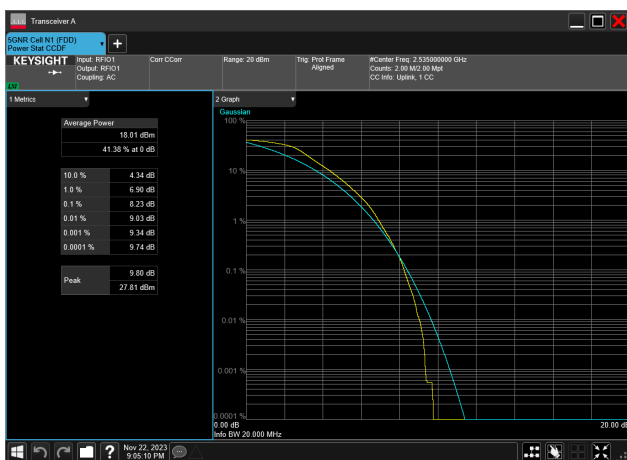 Transceiver A
5GNR Cell N1 (FDD)
Power Stat CCDF
KEYSIGHT
Input: RFIO1
Output: RFIO1
Coupling: AC
Corr CCorr
Range: 20 dBm
Trig: Prot Frame
Aligned
#Center Freq: 2.535000000 GHz
Counts: 2.00 M/2.00 Mpt
CC Info: Uplink, 1 CC
1 Metrics
Average Power
18.01 dBm
41.38 % at 0 dB
10.0 % 4.34 dB
1.0 % 6.90 dB
0.1 % 8.23 dB
0.01 % 9.03 dB
0.001 % 9.34 dB
0.0001 % 9.74 dB
Peak
9.80 dB
27.81 dBm
2 Graph
Gaussian
100 %
10 %
1 %
0.1 %
0.01 %
0.001 %
0.0001 %
0.00 dB
20.00 dB
Info BW 20.000 MHz
Nov 22, 2023
9:05:10 PM